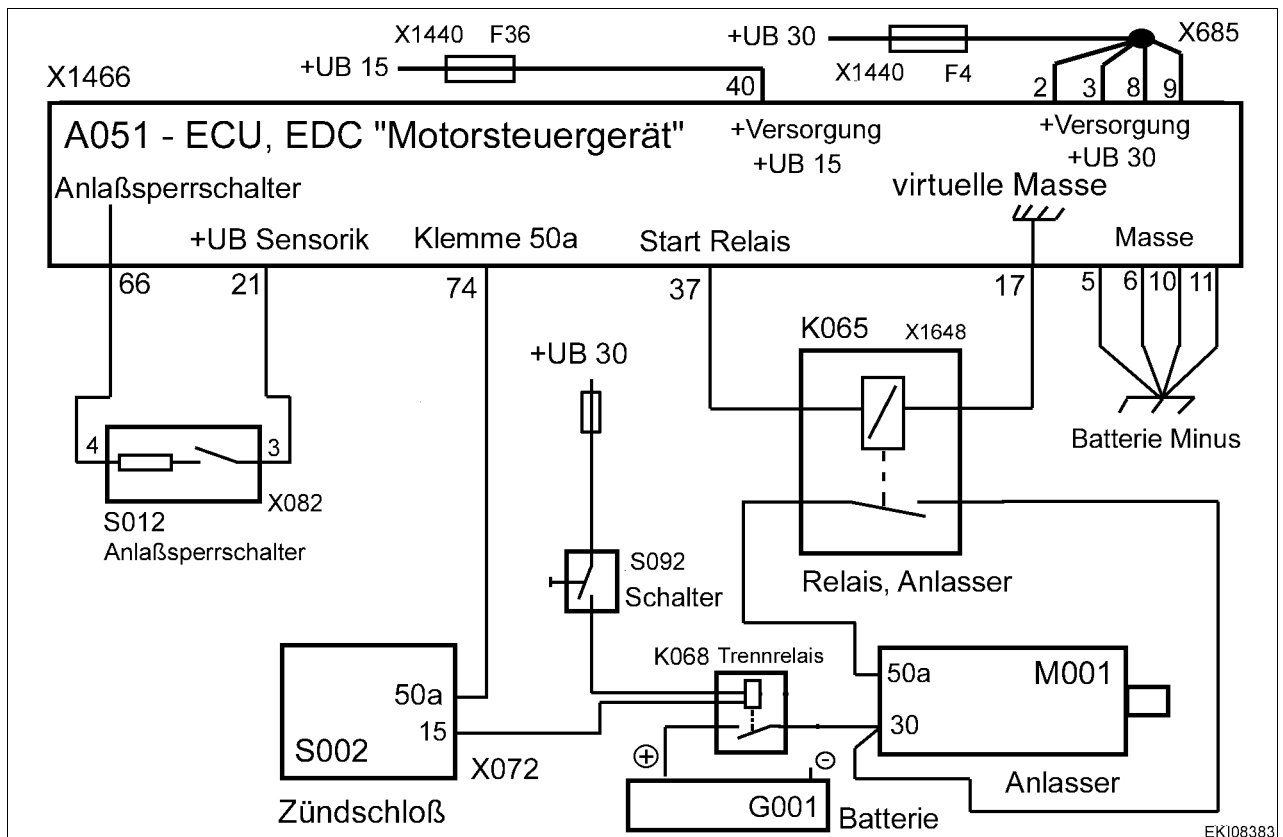 X1440 F36
+UB 30
X685
X1466
+UB 15
X1440 F4
40
2 3 8 9
A051 - ECU, EDC "Motorsteuergerät"
+Versorgung
+UB 15
+Versorgung
+UB 30
Anlaßsperrschalter
virtuelle Masse
+UB Sensorik
Klemme 50a
Start Relais
Masse
66
21
74
37
17
5 6 10 11
K065 X1648
+UB 30
Batterie Minus
4 3
X082
S012
Anlaßsperrschalter
S092
Schalter
Relais, Anlasser
K068 Trennrelais
50a
M001
50a
15
30
S002
X072
+
-
Anlasser
Zündschloß
G001
Batterie
EKI08383